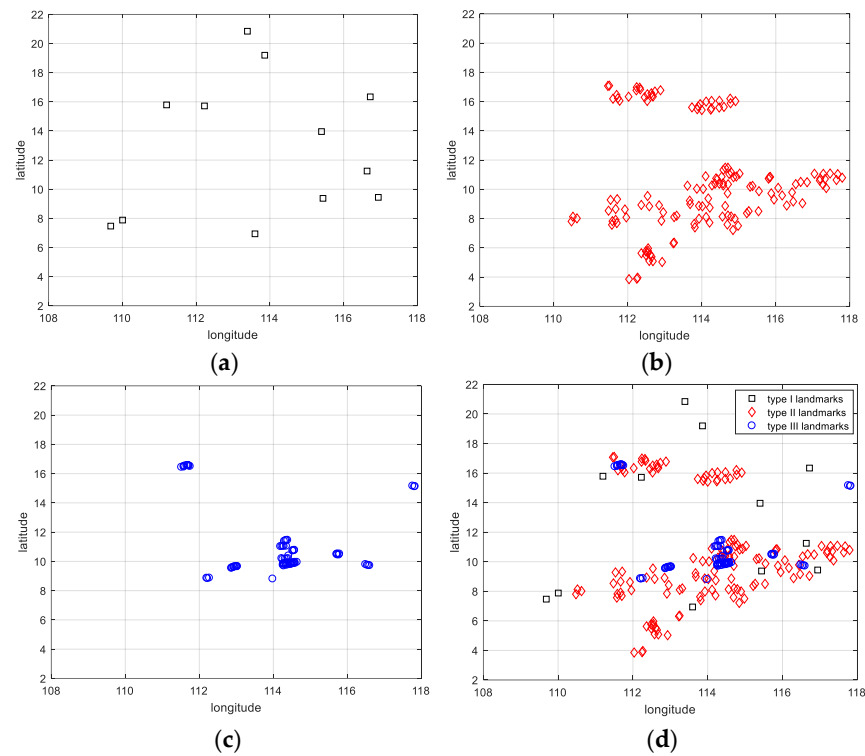 22
20
18
16
14
12
10
8
6
4
2
latitude
108 110 112 114 116 118
longitude
(a)
22
20
18
16
14
12
10
8
6
4
2
latitude
108 110 112 114 116 118
longitude
(b)
22
20
18
16
14
12
10
8
6
4
2
latitude
108 110 112 114 116 118
longitude
(c)
22
20
18
16
14
12
10
8
6
4
2
latitude
type I landmarks
type II landmarks
type III landmarks
108 110 112 114 116 118
longitude
(d)